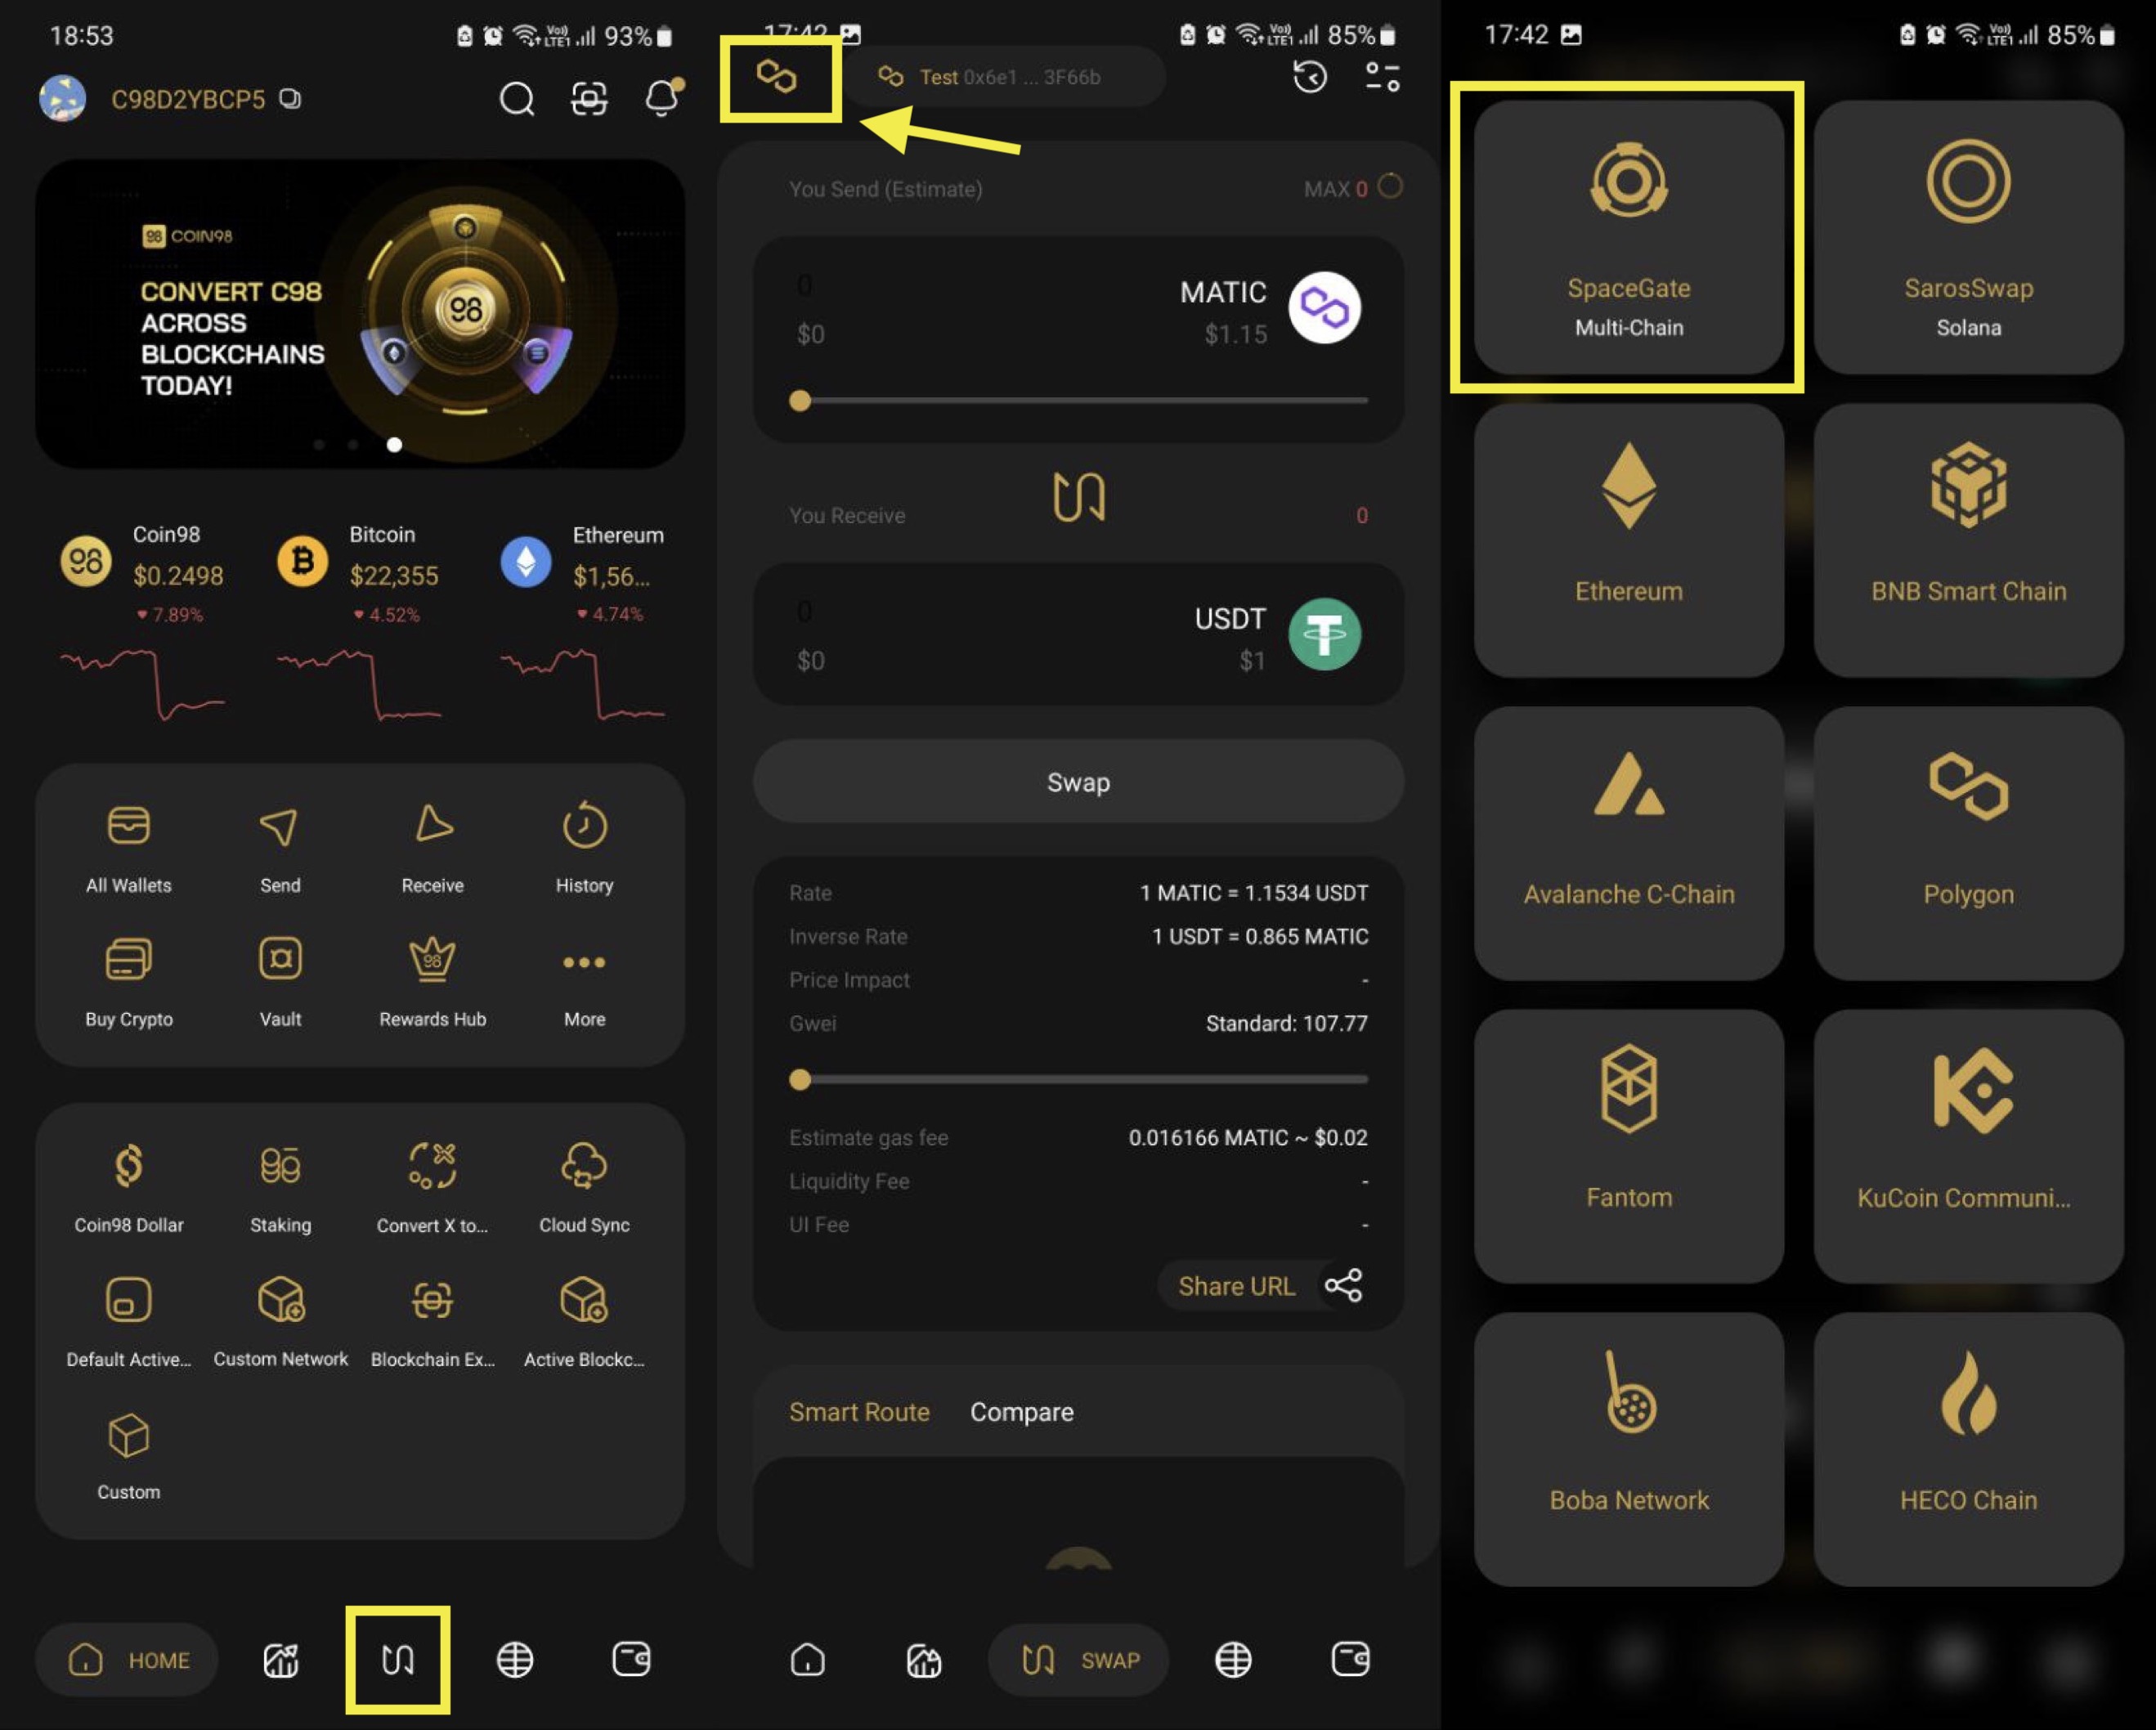 18:53
93%
C98D2YBCP5
98 COIN98
CONVERT C98
ACROSS
BLOCKCHAINS
TODAY!
98
98
Coin98
$0.2498
7.89%
Bitcoin
$22,355
4.52%
Ethereum
$1,56...
4.74%
All Wallets
Send
Receive
History
98
Buy Crypto
Vault
Rewards Hub
More
Coin98 Dollar
Staking
Convert X to...
Cloud Sync
Default Active...
Custom Network
Blockchain Ex...
Active Blockc...
Custom
HOME
17:42
85%
Test 0x6e1 ... 3F66b
You Send (Estimate)
MAX 0
0
MATIC
$0
$1.15
You Receive
0
0
USDT
$0
$1
Swap
Rate
1 MATIC = 1.1534 USDT
Inverse Rate
1 USDT = 0.865 MATIC
Price Impact
-
Gwei
Standard: 107.77
Estimate gas fee
0.016166 MATIC ~ $0.02
Liquidity Fee
-
UI Fee
-
Share URL
Smart Route
Compare
SWAP
17:42
85%
SpaceGate
Multi-Chain
SarosSwap
Solana
Ethereum
BNB Smart Chain
Avalanche C-Chain
Polygon
Fantom
KuCoin Communi...
Boba Network
HECO Chain